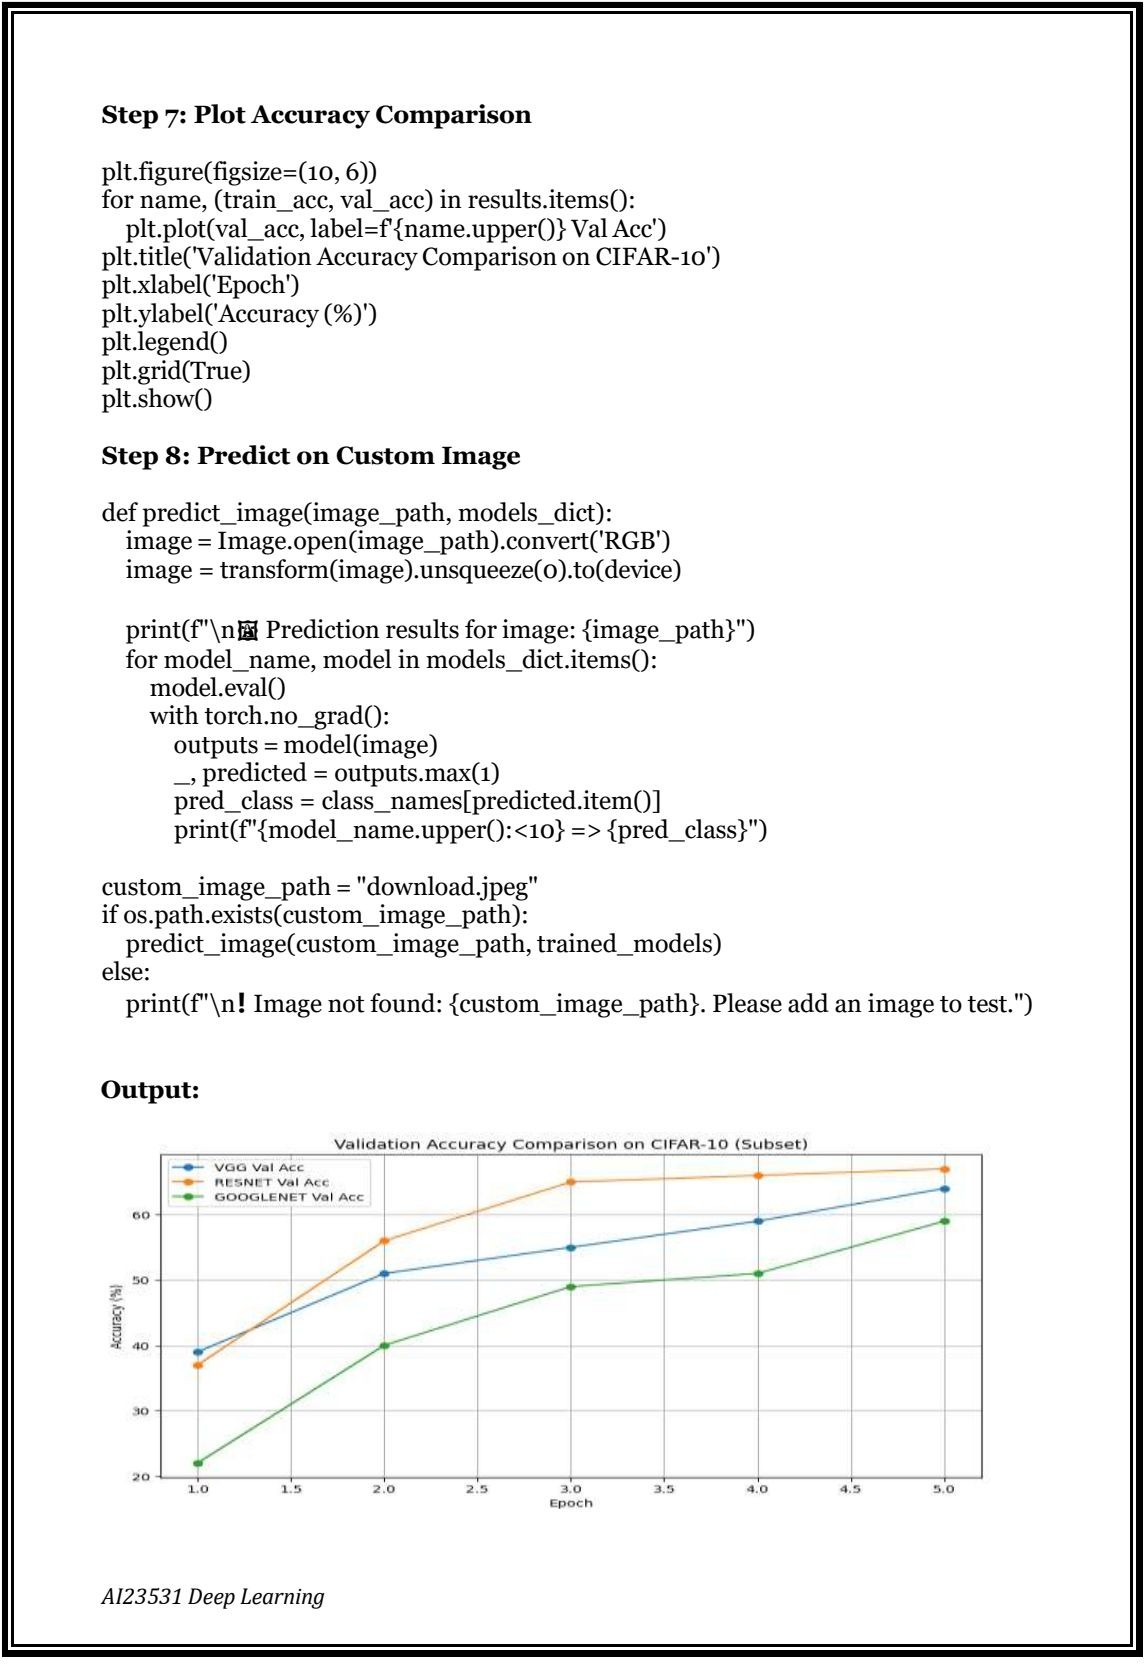 Step 7: Plot Accuracy Comparison
plt.figure(figsize=(10, 6))
for name, (train_acc, val_acc) in results.items():
    plt.plot(val_acc, label=f'{name.upper()} Val Acc')
plt.title('Validation Accuracy Comparison on CIFAR-10')
plt.xlabel('Epoch')
plt.ylabel('Accuracy (%)')
plt.legend()
plt.grid(True)
plt.show()
Step 8: Predict on Custom Image
def predict_image(image_path, models_dict):
    image = Image.open(image_path).convert('RGB')
    image = transform(image).unsqueeze(0).to(device)
    print(f"\n🖼 Prediction results for image: {image_path}")
    for model_name, model in models_dict.items():
        model.eval()
        with torch.no_grad():
            outputs = model(image)
            _, predicted = outputs.max(1)
            pred_class = class_names[predicted.item()]
            print(f"{model_name.upper():<10} => {pred_class}")
custom_image_path = "download.jpeg"
if os.path.exists(custom_image_path):
    predict_image(custom_image_path, trained_models)
else:
    print(f"\n❗ Image not found: {custom_image_path}. Please add an image to test.")
Output:
Validation Accuracy Comparison on CIFAR-10 (Subset)
VGG Val Acc
RESNET Val Acc
GOOGLENET Val Acc
60
50
40
30
20
Accuracy (%)
1.0 1.5 2.0 2.5 3.0 3.5 4.0 4.5 5.0
Epoch
AI23531 Deep Learning